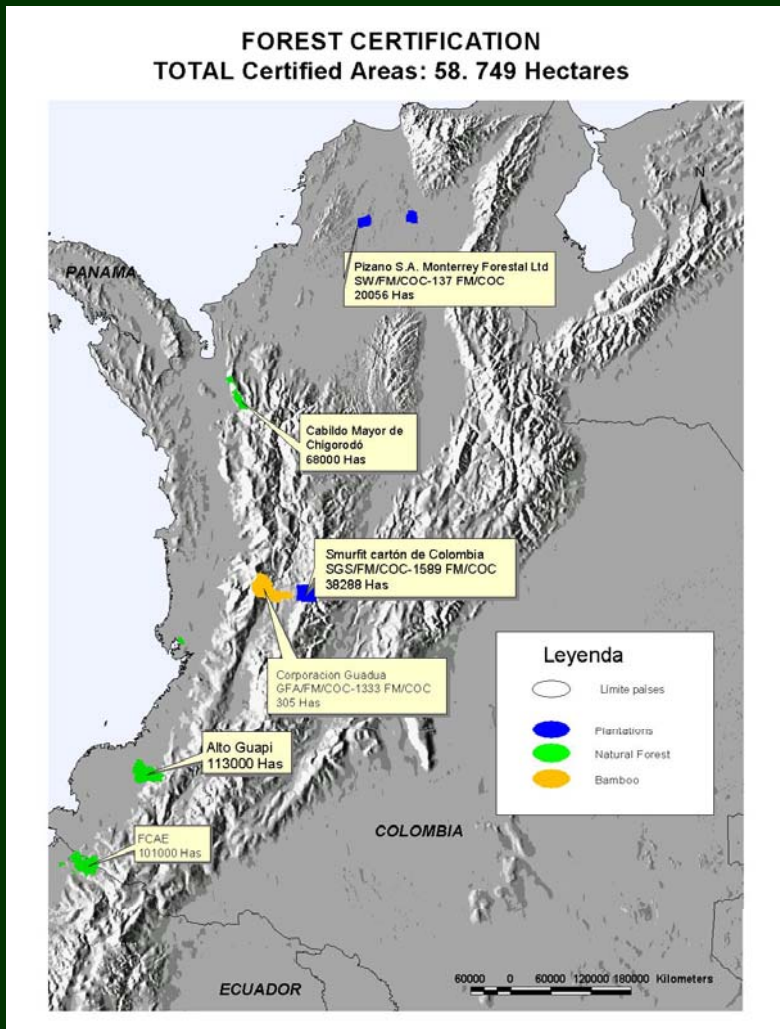 FOREST CERTIFICATION
TOTAL Certified Areas: 58. 749 Hectares
N
PANAMA
Pizano S.A. Monterrey Forestal Ltd
SW/FM/COC-137 FM/COC
20056 Has
Cabildo Mayor de
Chigorodó
68000 Has
Smurfit cartón de Colombia
SGS/FM/COC-1589 FM/COC
38288 Has
Corporacion Guadua
GFA/FM/COC-1333 FM/COC
305 Has
Leyenda
Límite países
Plantations
Natural Forest
Bamboo
Alto Guapi
113000 Has
COLOMBIA
FCAE
101000 Has
ECUADOR
60000 0 60000 120000 180000 Kilometers